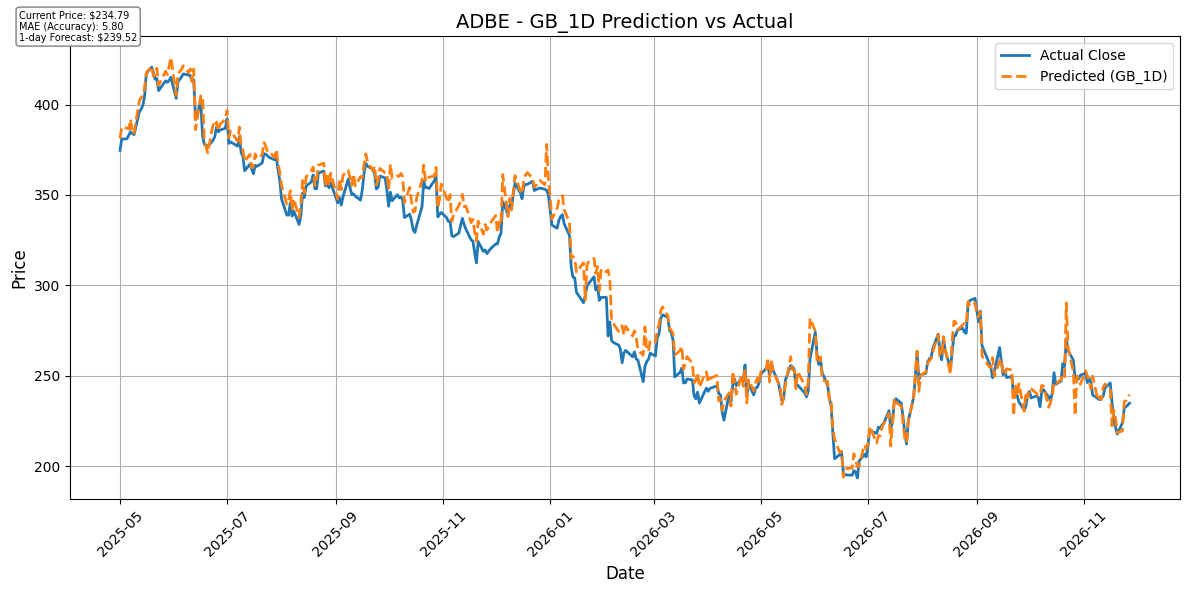 ADBE - GB_1D Prediction vs Actual
Current Price: $234.79
MAE (Accuracy): 5.80
1-day Forecast: $239.52
Actual Close
Predicted (GB_1D)
Price
400
350
300
250
200
2025-05
2025-07
2025-09
2025-11
2026-01
2026-03
2026-05
2026-07
2026-09
2026-11
Date